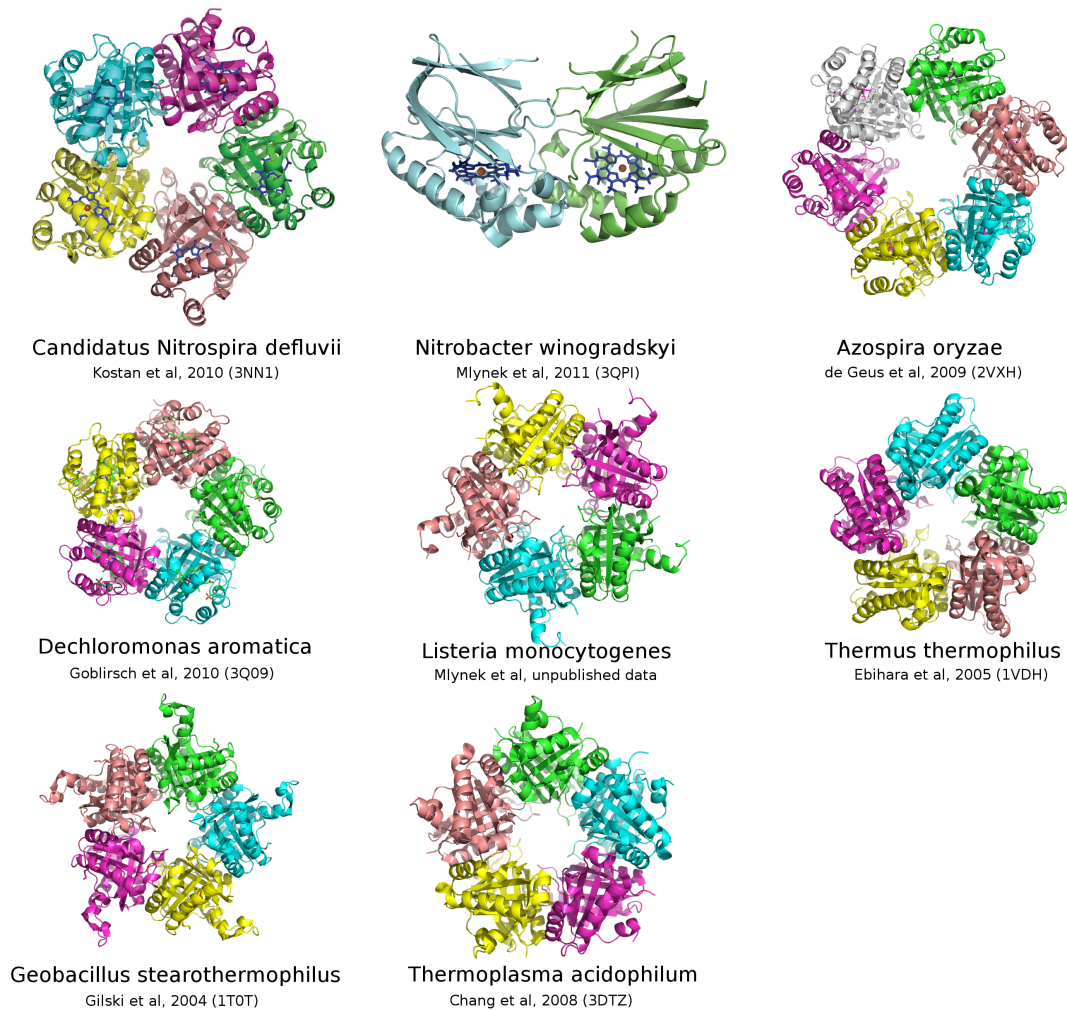 Candidatus Nitrospira defluvii
Kostan et al, 2010 (3NN1)
Nitrobacter winogradskyi
Mlynek et al, 2011 (3QPI)
Azospira oryzae
de Geus et al, 2009 (2VXH)
Dechloromonas aromatica
Goblirsch et al, 2010 (3Q09)
Listeria monocytogenes
Mlynek et al, unpublished data
Thermus thermophilus
Ebihara et al, 2005 (1VDH)
Geobacillus stearothermophilus
Gilski et al, 2004 (1T0T)
Thermoplasma acidophilum
Chang et al, 2008 (3DTZ)